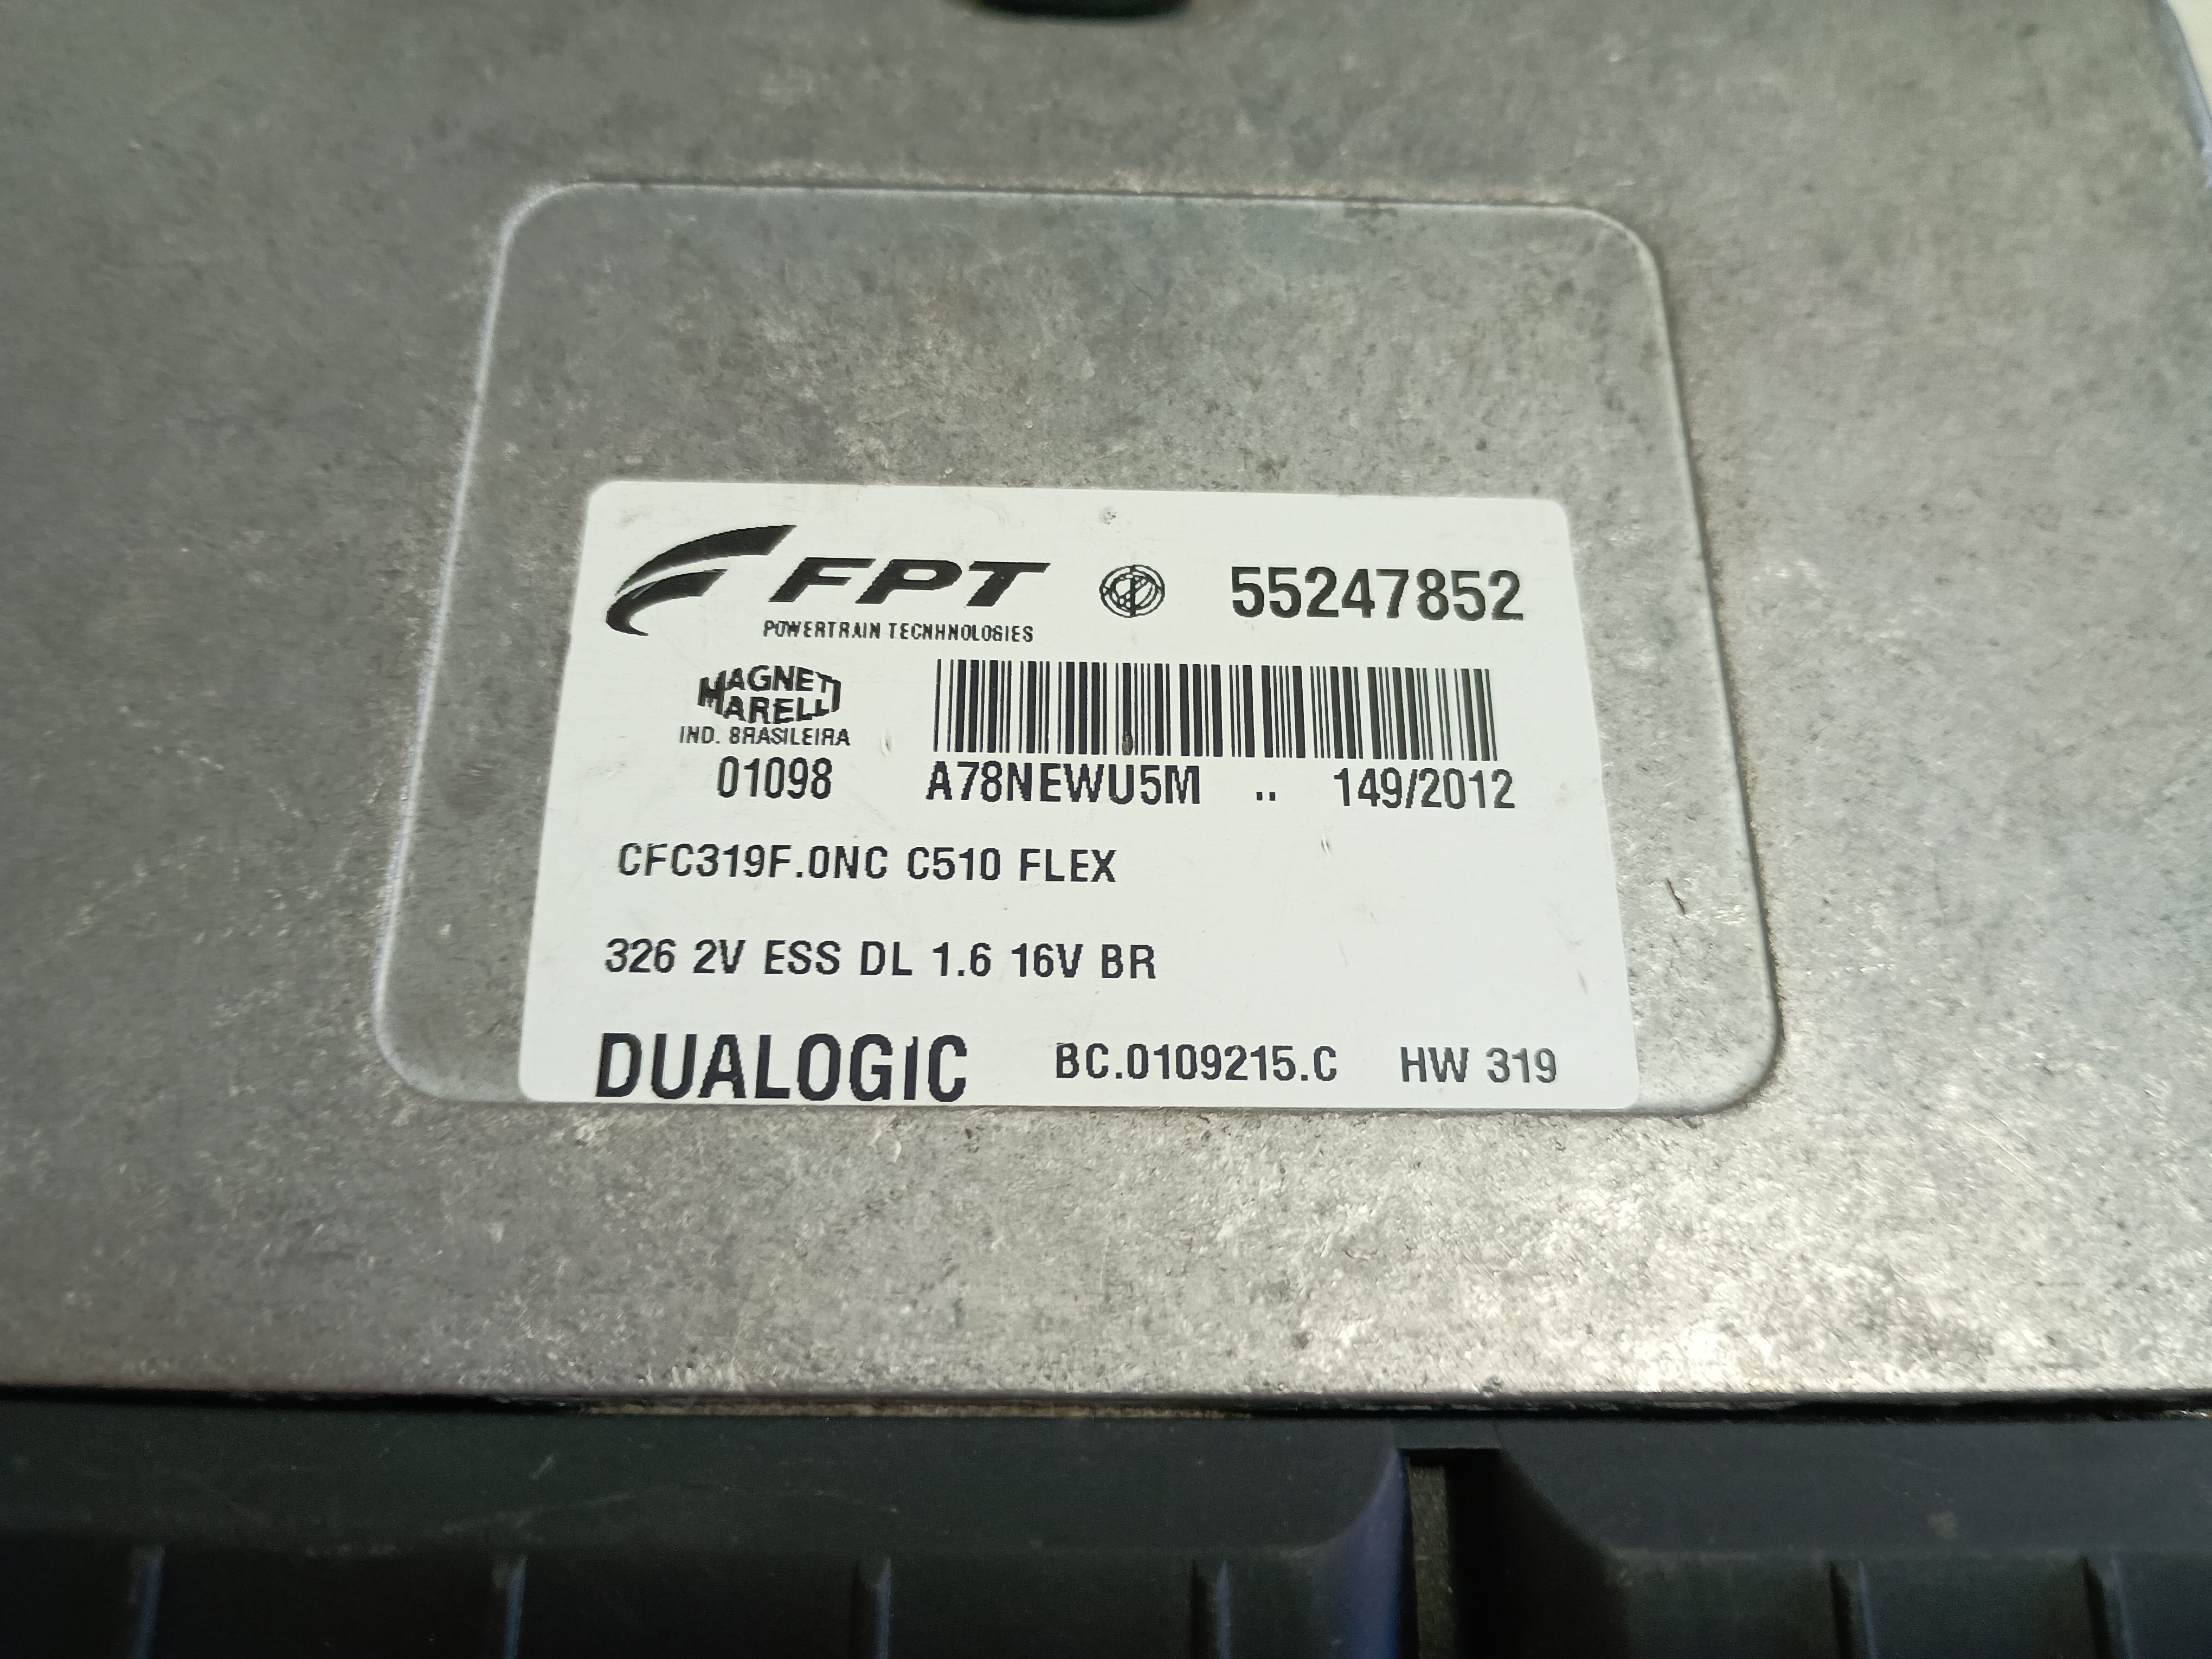 FPT 55247852
POWERTRAIN TECNHNOLOGIES
MAGNETI
MARELLI
IND. BRASILEIRA
01098 A78NEWU5M .. 149/2012
CFC319F.0NC C510 FLEX
326 2V ESS DL 1.6 16V BR
DUALOGIC BC.0109215.C HW 319